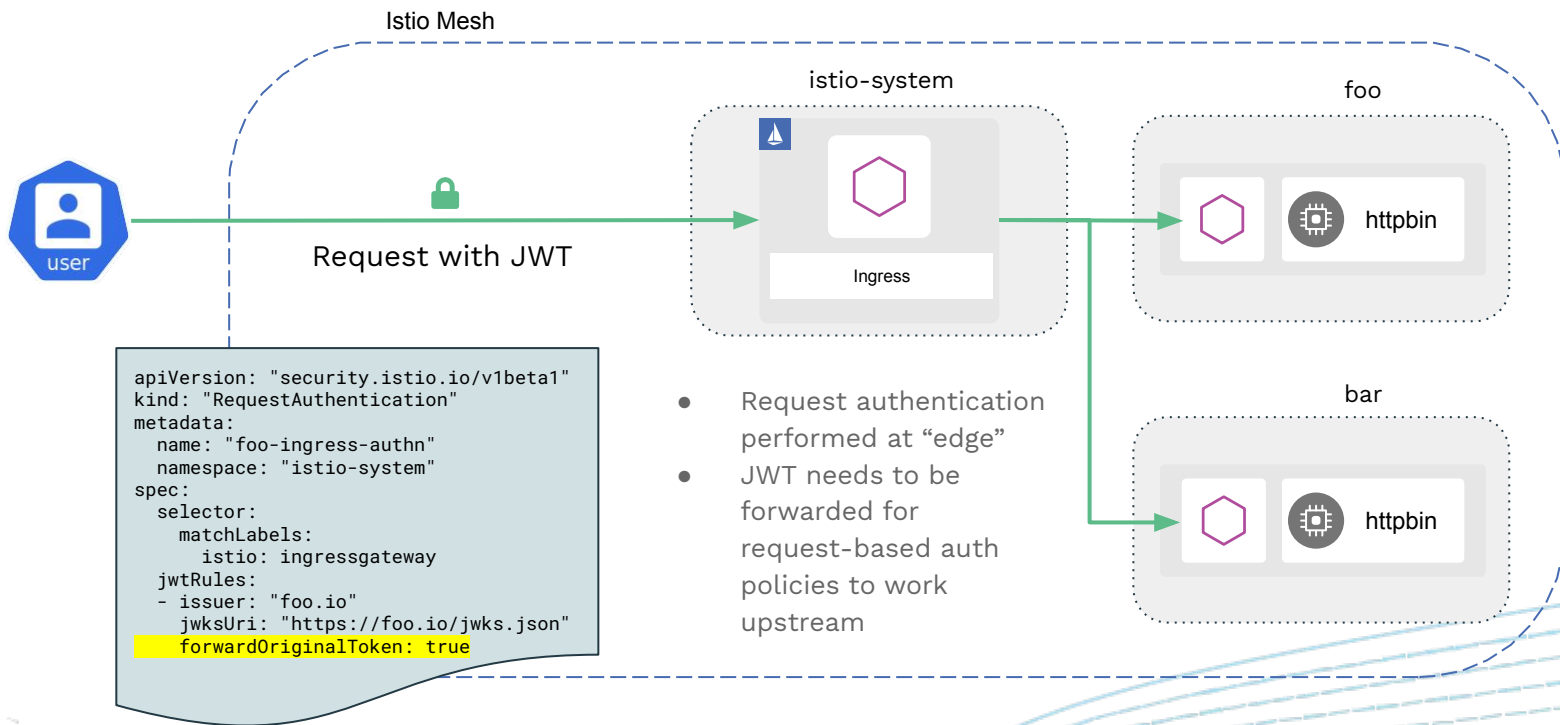 Istio Mesh
istio-system
foo
user
Request with JWT
Ingress
httpbin
apiVersion: "security.istio.io/v1beta1"
kind: "RequestAuthentication"
metadata:
  name: "foo-ingress-authn"
  namespace: "istio-system"
spec:
  selector:
    matchLabels:
      istio: ingressgateway
  jwtRules:
  - issuer: "foo.io"
    jwksUri: "https://foo.io/jwks.json"
    forwardOriginalToken: true
● Request authentication
performed at “edge”
● JWT needs to be
forwarded for
request-based auth
policies to work
upstream
bar
httpbin